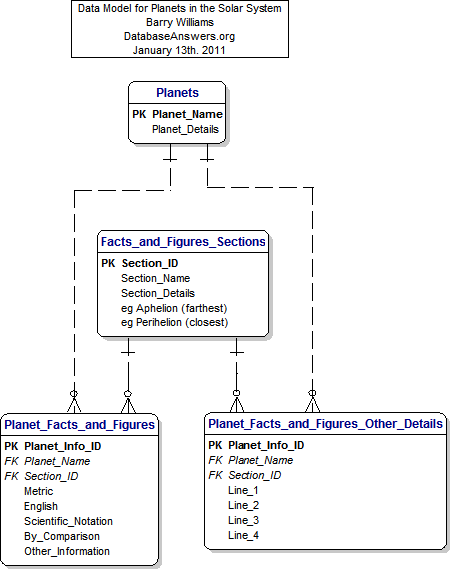 Data Model for Planets in the Solar System
Barry Williams
DatabaseAnswers.org
January 13th. 2011
Planets
PK Planet_Name
Planet_Details
Facts_and_Figures_Sections
PK Section_ID
Section_Name
Section_Details
eg Aphelion (farthest)
eg Perihelion (closest)
Planet_Facts_and_Figures
PK Planet_Info_ID
FK Planet_Name
FK Section_ID
Metric
English
Scientific_Notation
By_Comparison
Other_Information
Planet_Facts_and_Figures_Other_Details
PK Planet_Info_ID
FK Planet_Name
FK Section_ID
Line_1
Line_2
Line_3
Line_4